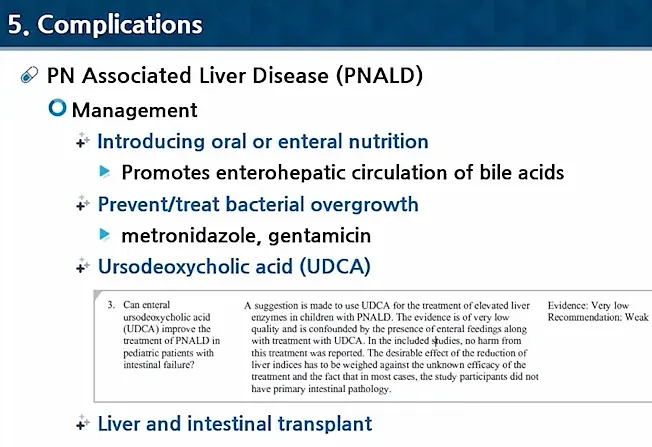 5. Complications
PN Associated Liver Disease (PNALD)
Management
Introducing oral or enteral nutrition
Promotes enterohepatic circulation of bile acids
Prevent/treat bacterial overgrowth
metronidazole, gentamicin
Ursodeoxycholic acid (UDCA)
3. Can enteral
ursodeoxycholic acid
(UDCA) improve the
treatment of PNALD in
pediatric patients with
intestinal failure?
A suggestion is made to use UDCA for the treatment of elevated liver
enzymes in children with PNALD. The evidence is of very low
quality and is confounded by the presence of enteral feedings along
with treatment with UDCA. In the included studies, no harm from
this treatment was reported. The desirable effect of the reduction of
liver indices has to be weighed against the unknown efficacy of the
treatment and the fact that in most cases, the study participants did not
have primary intestinal pathology.
Evidence: Very low
Recommendation: Weak
Liver and intestinal transplant